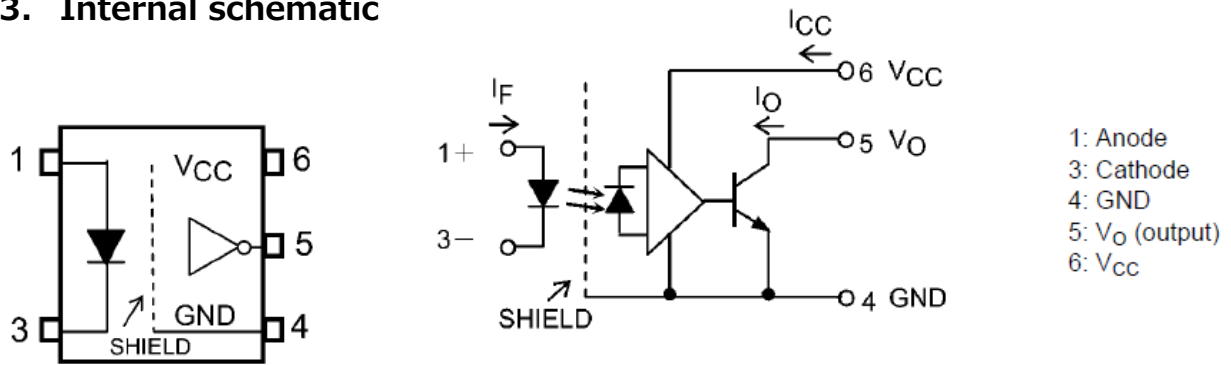 3. Internal schematic
1
3
VCC
GND
SHIELD
6
5
4
IF
1+
3−
SHIELD
ICC
6 VCC
IO
5 VO
4 GND
1: Anode
3: Cathode
4: GND
5: VO (output)
6: VCC